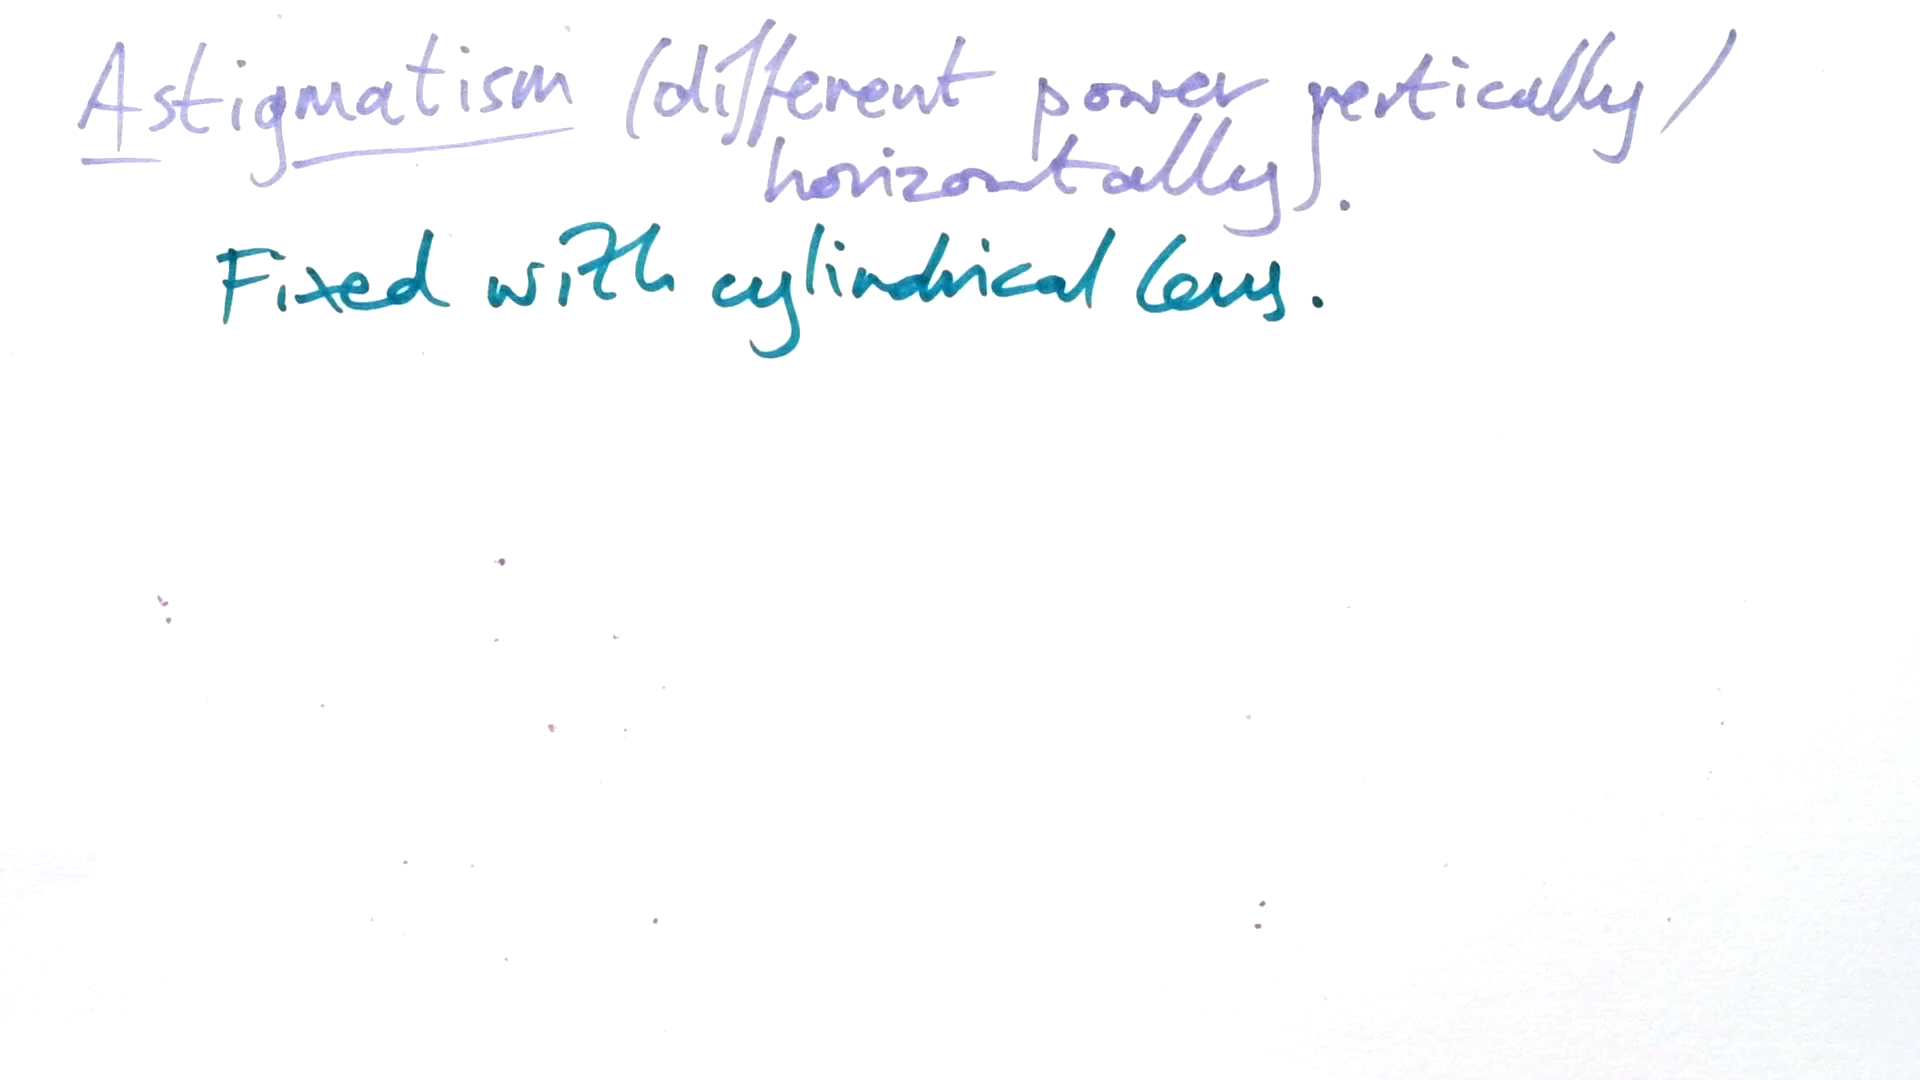 Astigmatism (different power vertically/
horizontally).
Fixed with cylindrical lens.